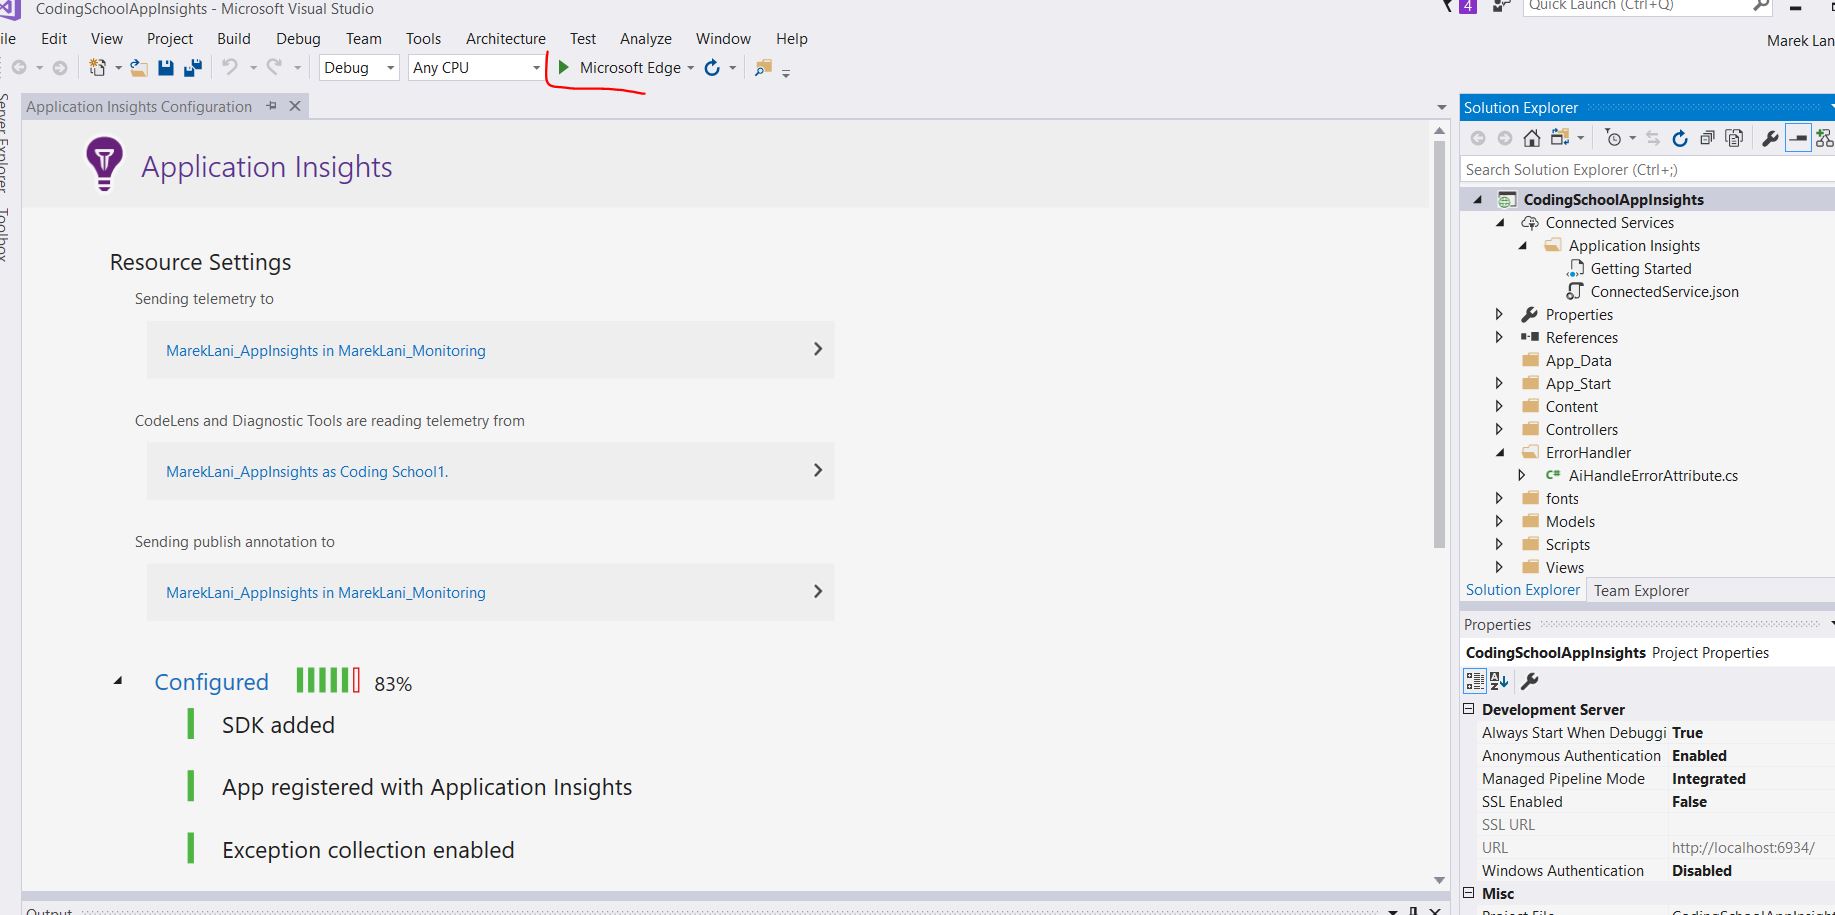 CodingSchoolAppInsights - Microsoft Visual Studio
4
Quick Launch (Ctrl+Q)
ile Edit View Project Build Debug Team Tools Architecture Test Analyze Window Help
Marek Lan
Debug Any CPU Microsoft Edge
Server Explorer
Toolbox
Application Insights Configuration
Application Insights
Resource Settings
Sending telemetry to
MarekLani_AppInsights in MarekLani_Monitoring
CodeLens and Diagnostic Tools are reading telemetry from
MarekLani_AppInsights as Coding School1.
Sending publish annotation to
MarekLani_AppInsights in MarekLani_Monitoring
Configured 83%
SDK added
App registered with Application Insights
Exception collection enabled
Output
Solution Explorer
Search Solution Explorer (Ctrl+;)
CodingSchoolAppInsights
Connected Services
Application Insights
Getting Started
ConnectedService.json
Properties
References
App_Data
App_Start
Content
Controllers
ErrorHandler
C# AiHandleErrorAttribute.cs
fonts
Models
Scripts
Views
Solution Explorer Team Explorer
Properties
CodingSchoolAppInsights Project Properties
Development Server
Always Start When Debuggi True
Anonymous Authentication Enabled
Managed Pipeline Mode Integrated
SSL Enabled False
SSL URL
URL http://localhost:6934/
Windows Authentication Disabled
Misc
Project File CodingSchoolAppInsight